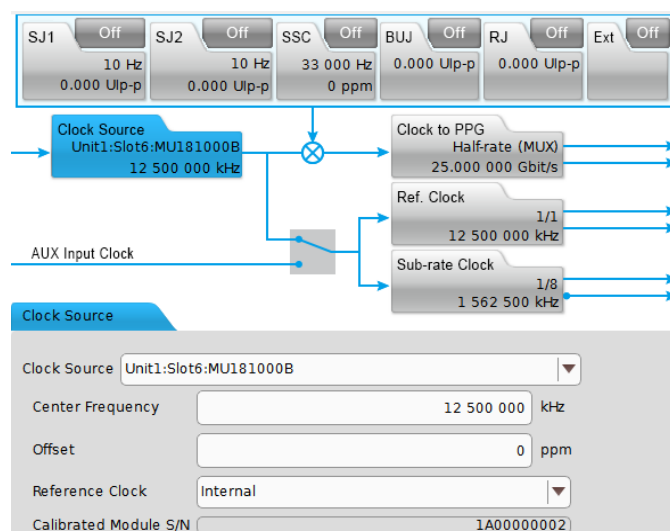 SJ1 Off SJ2 Off SSC Off BUJ Off RJ Off Ext Off
10 Hz 10 Hz 33 000 Hz 0.000 UIp-p 0.000 UIp-p
0.000 UIp-p 0.000 UIp-p 0 ppm
Clock Source
Unit1:Slot6:MU181000B
12 500 000 kHz
Clock to PPG
Half-rate (MUX)
25.000 000 Gbit/s
Ref. Clock
1/1
12 500 000 kHz
AUX Input Clock
Sub-rate Clock
1/8
1 562 500 kHz
Clock Source
Clock Source Unit1:Slot6:MU181000B
Center Frequency 12 500 000 kHz
Offset 0 ppm
Reference Clock Internal
Calibrated Module S/N 1A00000002